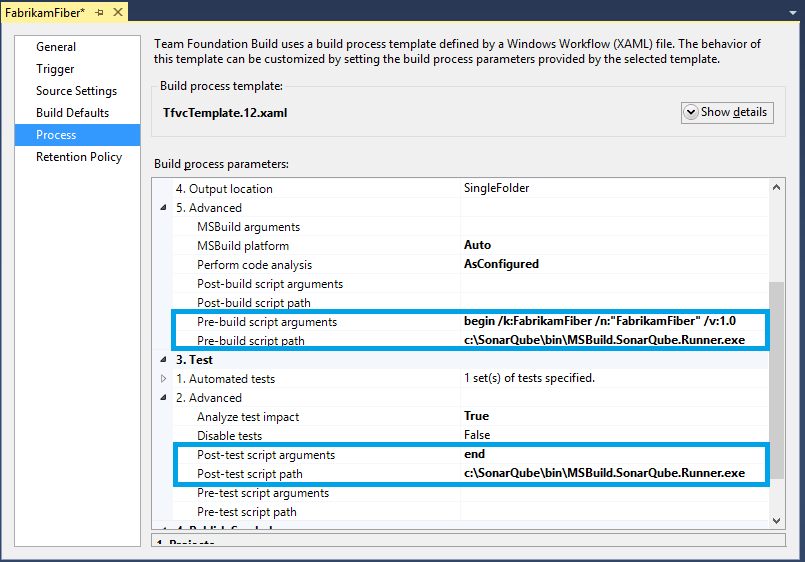 FabrikamFiber*
General
Trigger
Source Settings
Build Defaults
Process
Retention Policy
Team Foundation Build uses a build process template defined by a Windows Workflow (XAML) file. The behavior of
this template can be customized by setting the build process parameters provided by the selected template.
Build process template:
TfvcTemplate.12.xaml
Show details
Build process parameters:
4. Output location SingleFolder
5. Advanced
MSBuild arguments
MSBuild platform Auto
Perform code analysis AsConfigured
Post-build script arguments
Post-build script path
Pre-build script arguments begin /k:FabrikamFiber /n:"FabrikamFiber" /v:1.0
Pre-build script path c:\SonarQube\bin\MSBuild.SonarQube.Runner.exe
3. Test
1. Automated tests 1 set(s) of tests specified.
2. Advanced
Analyze test impact True
Disable tests False
Post-test script arguments end
Post-test script path c:\SonarQube\bin\MSBuild.SonarQube.Runner.exe
Pre-test script arguments
Pre-test script path
1. Projects